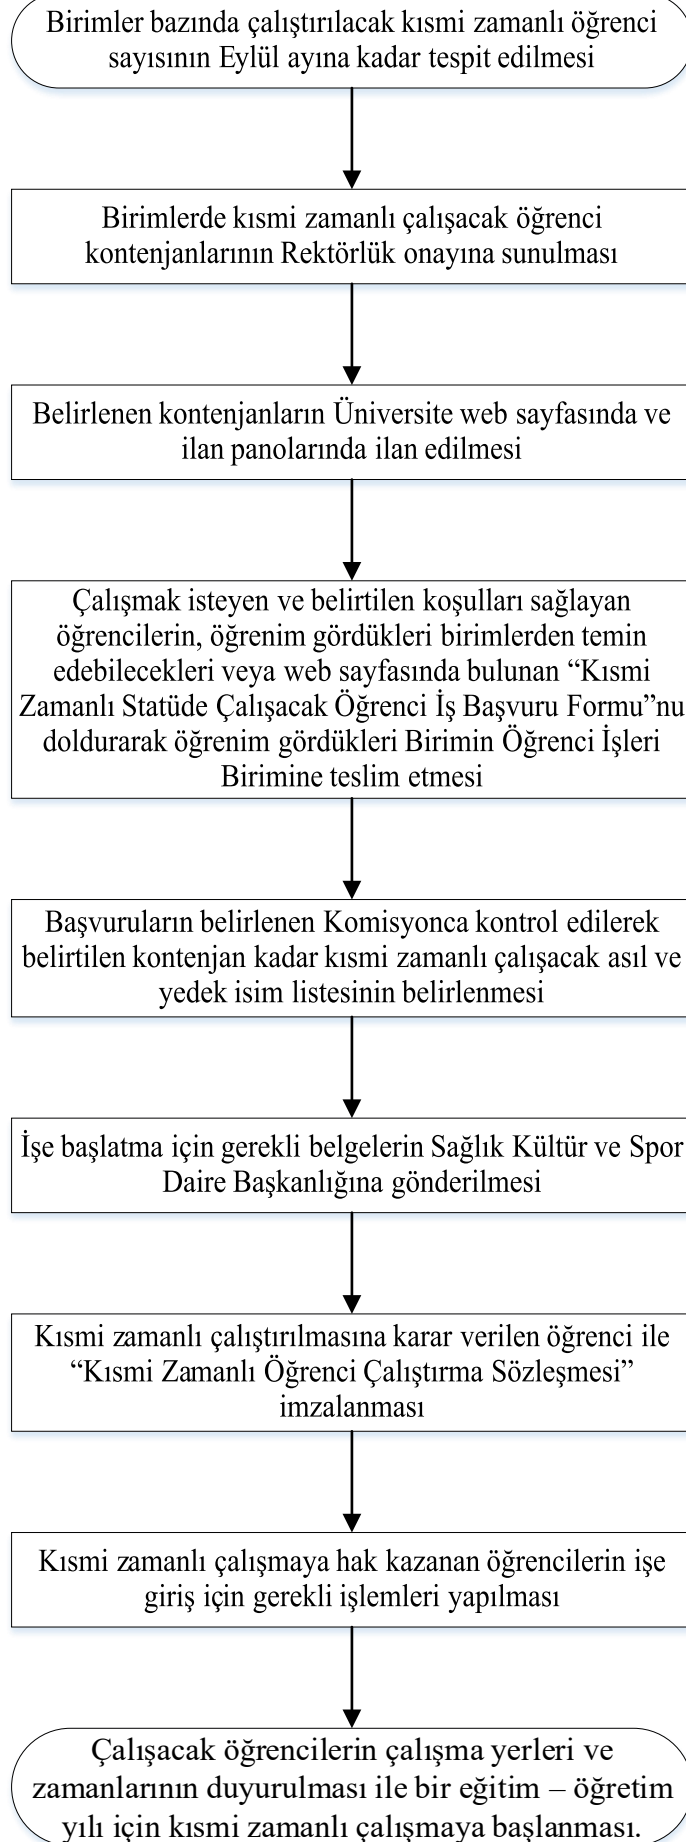 Birimler bazında çalıştırılacak kısmi zamanlı öğrenci
sayısının Eylül ayına kadar tespit edilmesi
Birimlerde kısmi zamanlı çalışacak öğrenci
kontenjanlarının Rektörlük onayına sunulması
Belirlenen kontenjanların Üniversite web sayfasında ve
ilan panolarında ilan edilmesi
Çalışmak isteyen ve belirtilen koşulları sağlayan
öğrencilerin, öğrenim gördükleri birimlerden temin
edebilecekleri veya web sayfasında bulunan “Kısmi
Zamanlı Statüde Çalışacak Öğrenci İş Başvuru Formu”nu
doldurarak öğrenim gördükleri Birimin Öğrenci İşleri
Birimine teslim etmesi
Başvuruların belirlenen Komisyonca kontrol edilerek
belirtilen kontenjan kadar kısmi zamanlı çalışacak asıl ve
yedek isim listesinin belirlenmesi
İşe başlatma için gerekli belgelerin Sağlık Kültür ve Spor
Daire Başkanlığına gönderilmesi
Kısmi zamanlı çalıştırılmasına karar verilen öğrenci ile
“Kısmi Zamanlı Öğrenci Çalıştırma Sözleşmesi”
imzalanması
Kısmi zamanlı çalışmaya hak kazanan öğrencilerin işe
giriş için gerekli işlemleri yapılması
Çalışacak öğrencilerin çalışma yerleri ve
zamanlarının duyurulması ile bir eğitim – öğretim
yılı için kısmi zamanlı çalışmaya başlanması.